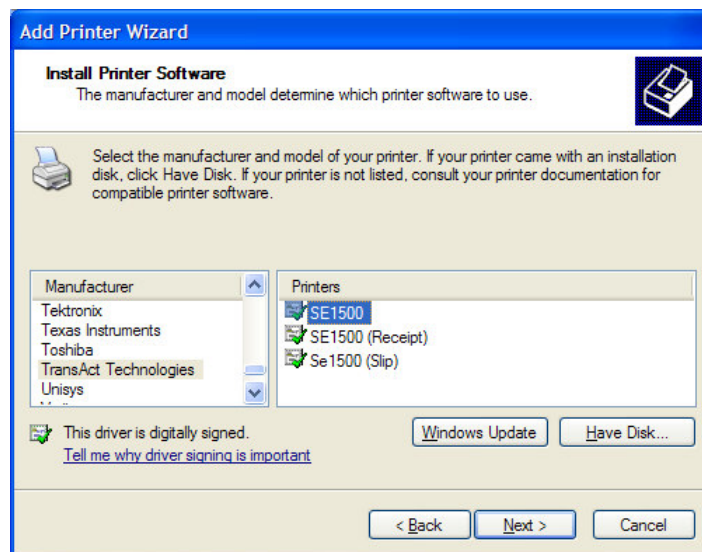 Add Printer Wizard
Install Printer Software
The manufacturer and model determine which printer software to use.
Select the manufacturer and model of your printer. If your printer came with an installation
disk, click Have Disk. If your printer is not listed, consult your printer documentation for
compatible printer software.
Manufacturer
Tektronix
Texas Instruments
Toshiba
TransAct Technologies
Unisys
Printers
SE1500
SE1500 (Receipt)
Se1500 (Slip)
This driver is digitally signed.
Tell me why driver signing is important
Windows Update
Have Disk...
< Back
Next >
Cancel